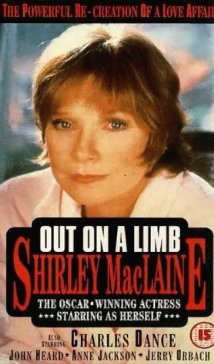 THE POWERFUL RE-CREATION OF A LOVE AFFAIR
OUT ON A LIMB
SHIRLEY MacLAINE
THE OSCAR•WINNING ACTRESS
••• STARRING AS HERSELF •••
ALSO
STARRING
CHARLES DANCE
JOHN HEARD•ANNE JACKSON•JERRY ORBACH
15